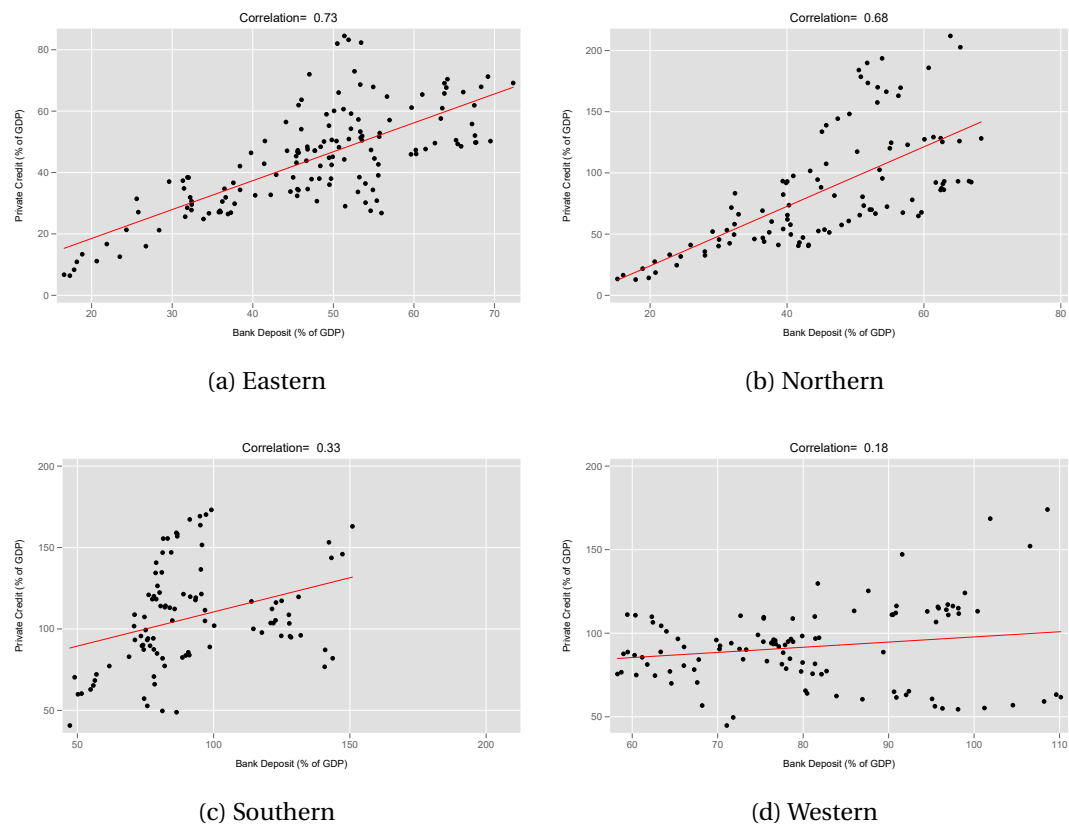 Correlation= 0.73
Private Credit (% of GDP)
80
60
40
20
0
20 30 40 50 60 70
Bank Deposit (% of GDP)
(a) Eastern
Correlation= 0.68
Private Credit (% of GDP)
200
150
100
50
0
20 40 60 80
Bank Deposit (% of GDP)
(b) Northern
Correlation= 0.33
Private Credit (% of GDP)
200
150
100
50
50 100 150 200
Bank Deposit (% of GDP)
(c) Southern
Correlation= 0.18
Private Credit (% of GDP)
200
150
100
50
60 70 80 90 100 110
Bank Deposit (% of GDP)
(d) Western